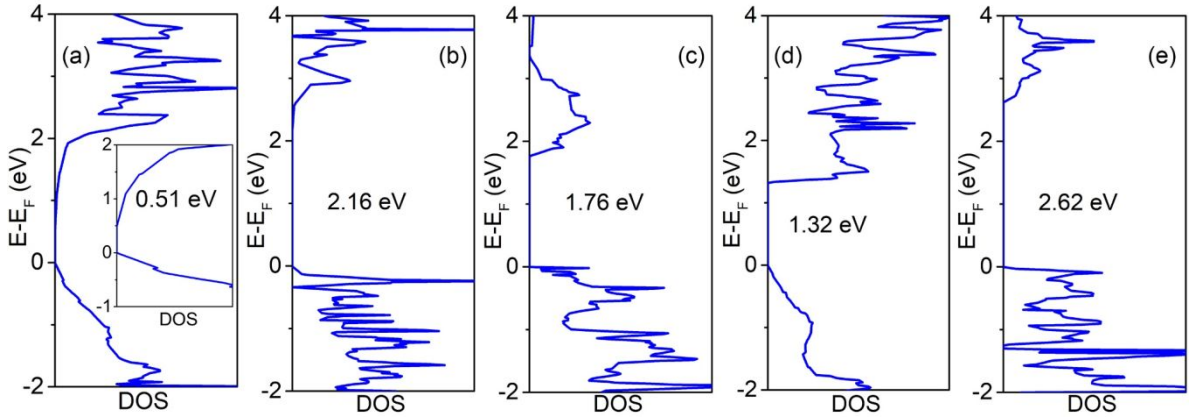 4
(a)
2
E-E_F (eV)
0
-2
DOS
2
1
0
-1
0.51 eV
DOS
4
(b)
2
E-E_F (eV)
2.16 eV
0
-2
DOS
4
(c)
2
E-E_F (eV)
1.76 eV
0
-2
DOS
4
(d)
2
E-E_F (eV)
1.32 eV
0
-2
DOS
4
(e)
2
E-E_F (eV)
2.62 eV
0
-2
DOS